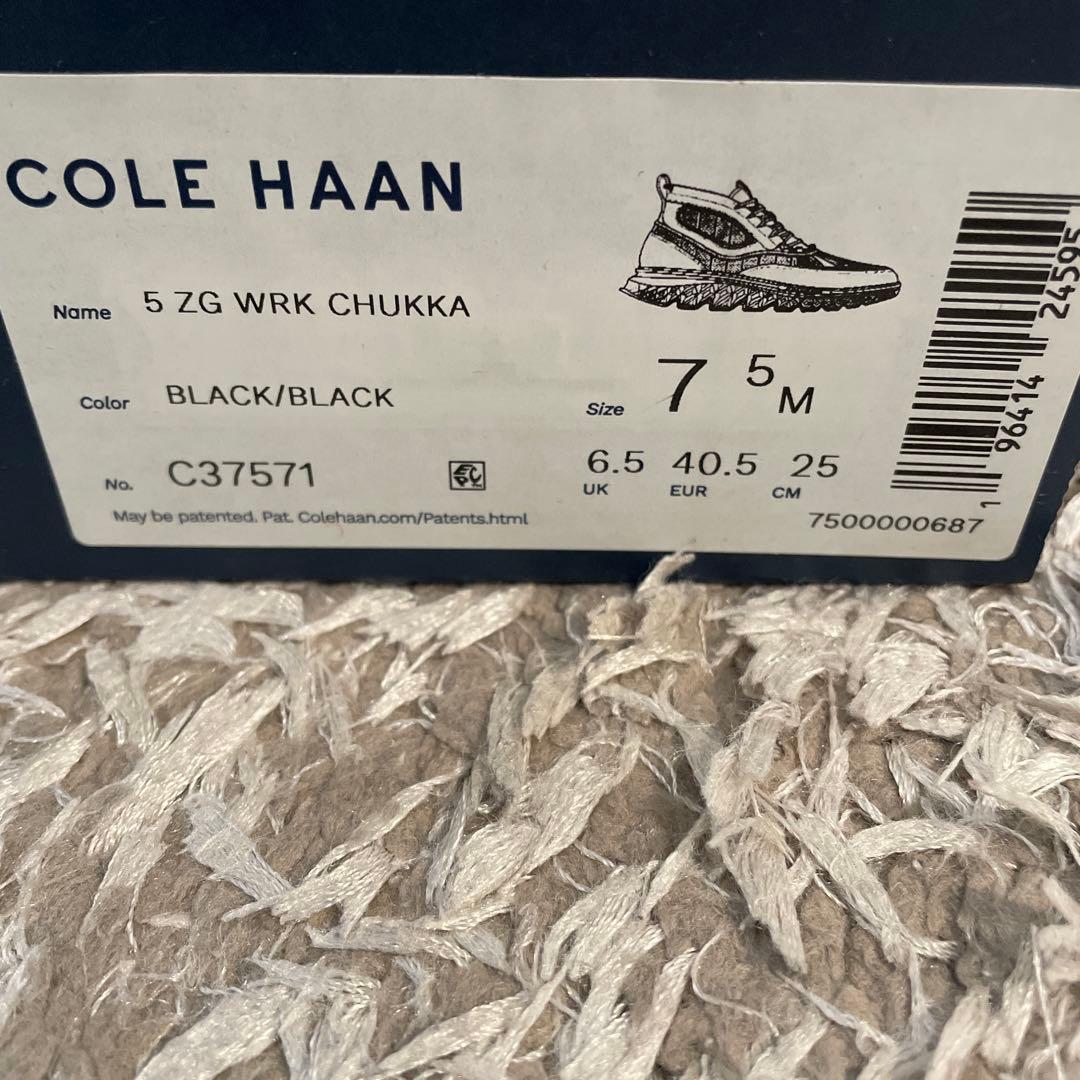 COLE HAAN
Name 5 ZG WRK CHUKKA
Color BLACK/BLACK
Size 7 5 M
No. C37571
6.5 40.5 25
UK EUR CM
May be patented. Pat. Colehaan.com/Patents.html
7500000687
1 96414 24595